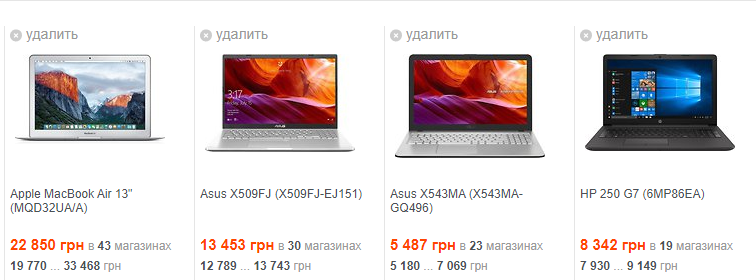 удалить удалить удалить удалить
3:17
Apple MacBook Air 13"
(MQD32UA/A)
Asus X509FJ (X509FJ-EJ151)
Asus X543MA (X543MA-
GQ496)
HP 250 G7 (6MP86EA)
22 850 грн в 43 магазинах
19 770 ... 33 468 грн
13 453 грн в 30 магазинах
12 789 ... 13 743 грн
5 487 грн в 23 магазинах
5 180 ... 7 069 грн
8 342 грн в 19 магазинах
7 930 ... 9 149 грн